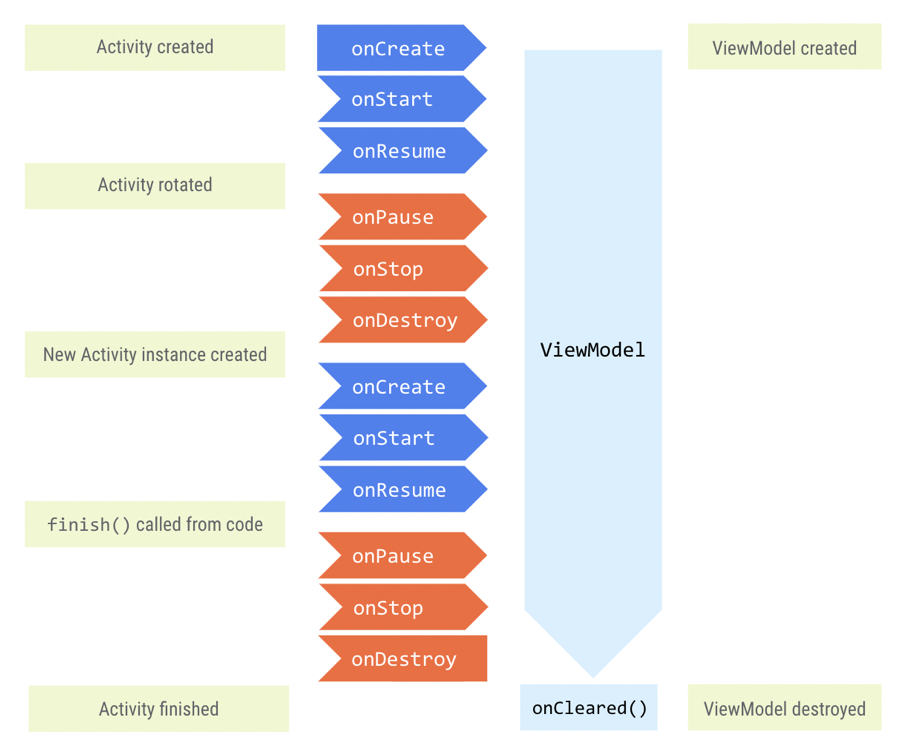 Activity created
onCreate
ViewModel created
onStart
onResume
Activity rotated
onPause
onStop
onDestroy
New Activity instance created
ViewModel
onCreate
onStart
onResume
finish() called from code
onPause
onStop
onDestroy
Activity finished
onCleared()
ViewModel destroyed